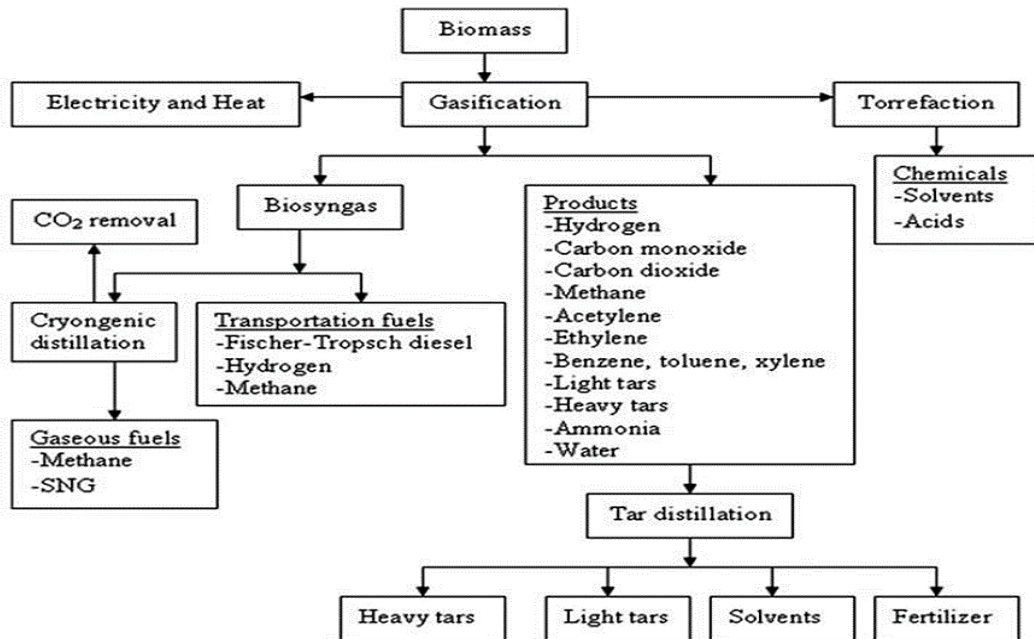 Biomass
Electricity and Heat
Gasification
Torrefaction
Chemicals
-Solvents
-Acids
Biosyngas
CO₂ removal
Products
-Hydrogen
-Carbon monoxide
-Carbon dioxide
-Methane
-Acetylene
-Ethylene
-Benzene, toluene, xylene
-Light tars
-Heavy tars
-Ammonia
-Water
Cryongenic
distillation
Transportation fuels
-Fischer-Tropsch diesel
-Hydrogen
-Methane
Gaseous fuels
-Methane
-SNG
Tar distillation
Heavy tars
Light tars
Solvents
Fertilizer